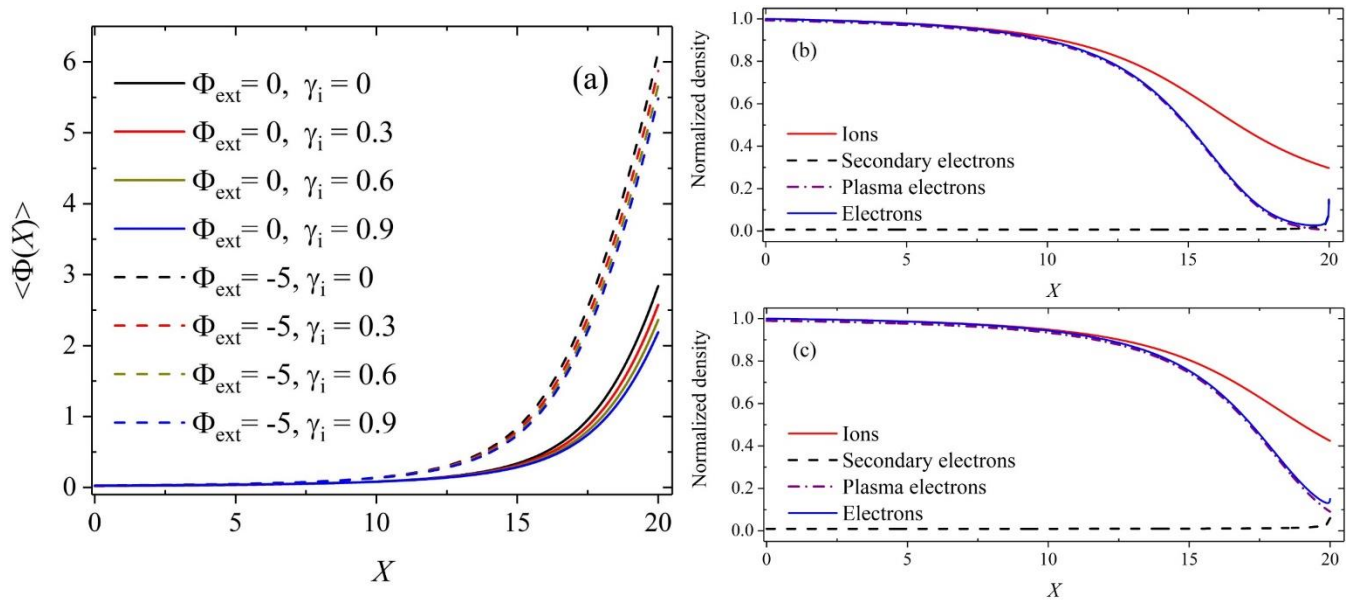 (a)
<Φ(X)>
6
5
4
3
2
1
0
Φext= 0, γi = 0
Φext= 0, γi = 0.3
Φext= 0, γi = 0.6
Φext= 0, γi = 0.9
Φext= -5, γi = 0
Φext= -5, γi = 0.3
Φext= -5, γi = 0.6
Φext= -5, γi = 0.9
0 5 10 15 20
X
(b)
Normalized density
1.0
0.8
0.6
0.4
0.2
0.0
Ions
Secondary electrons
Plasma electrons
Electrons
0 5 10 15 20
X
(c)
Normalized density
1.0
0.8
0.6
0.4
0.2
0.0
Ions
Secondary electrons
Plasma electrons
Electrons
0 5 10 15 20
X